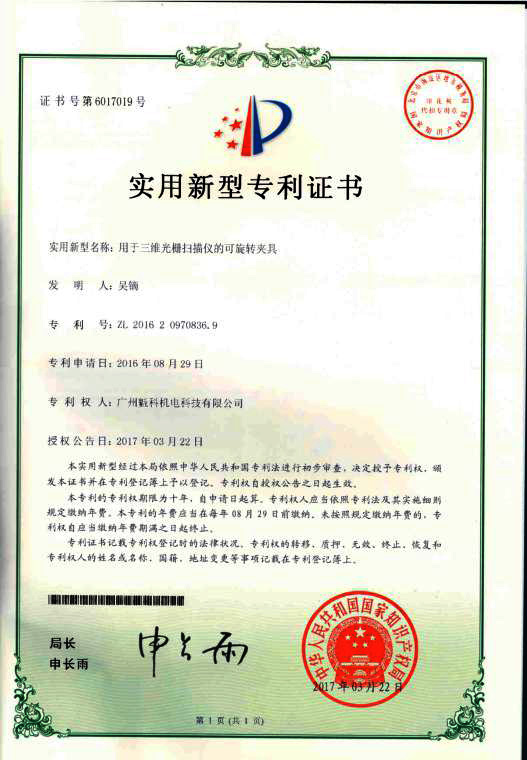 证书号第6017019号
印花税
代扣专用章
实用新型专利证书
实用新型名称：用于三维光栅扫描仪的可旋转夹具
发明人：吴镝
专利号：ZL 2016 2 0970836.9
专利申请日：2016年08月29日
专利权人：广州毅科机电科技有限公司
授权公告日：2017年03月22日
本实用新型经过本局依照中华人民共和国专利法进行初步审查，决定授予专利权，颁
发本证书并在专利登记簿上予以登记。专利权自授权公告之日起生效。
本专利的专利权期限为十年，自申请日起算。专利权人应当依照专利法及其实施细则
规定缴纳年费。本专利的年费应当在每年08月29日前缴纳。未按照规定缴纳年费的，专
利权自应当缴纳年费期满之日起终止。
专利证书记载专利权登记时的法律状况。专利权的转移、质押、无效、终止、恢复和
专利权人的姓名或名称、国籍、地址变更等事项记载在专利登记簿上。
局长
申长雨
申长雨
中华人民共和国国家知识产权局
2017年03月22日
第1页（共1页）